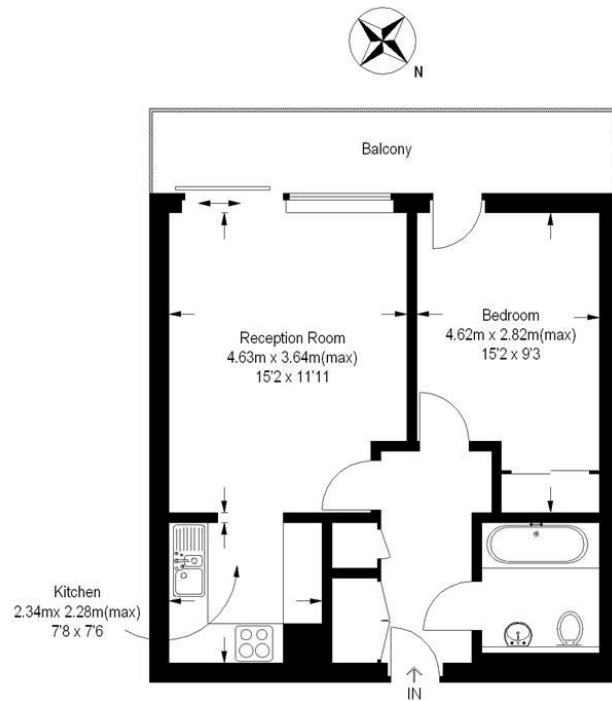 N
Balcony
Reception Room
4.63m x 3.64m(max)
15'2 x 11'11
Bedroom
4.62m x 2.82m(max)
15'2 x 9'3
Kitchen
2.34mx 2.28m(max)
7'8 x 7'6
IN